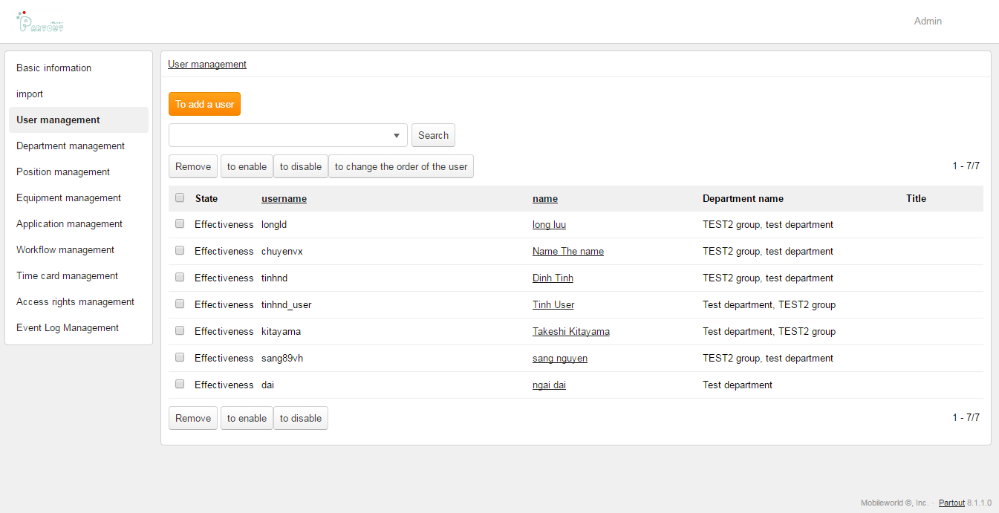 PARTOUT
Admin
Basic information
import
User management
Department management
Position management
Equipment management
Application management
Workflow management
Time card management
Access rights management
Event Log Management
User management
To add a user
Search
Remove to enable to disable to change the order of the user 1 - 7/7
State username name Department name Title
Effectiveness longld long luu TEST2 group, test department
Effectiveness chuyenvx Name The name TEST2 group, test department
Effectiveness tinhnd Dinh Tinh TEST2 group, test department
Effectiveness tinhnd_user Tinh User Test department, TEST2 group
Effectiveness kitayama Takeshi Kitayama Test department, TEST2 group
Effectiveness sang89vh sang nguyen TEST2 group, test department
Effectiveness dai ngai dai Test department
Remove to enable to disable 1 - 7/7
Mobileworld ©, Inc. · Partout 8.1.1.0